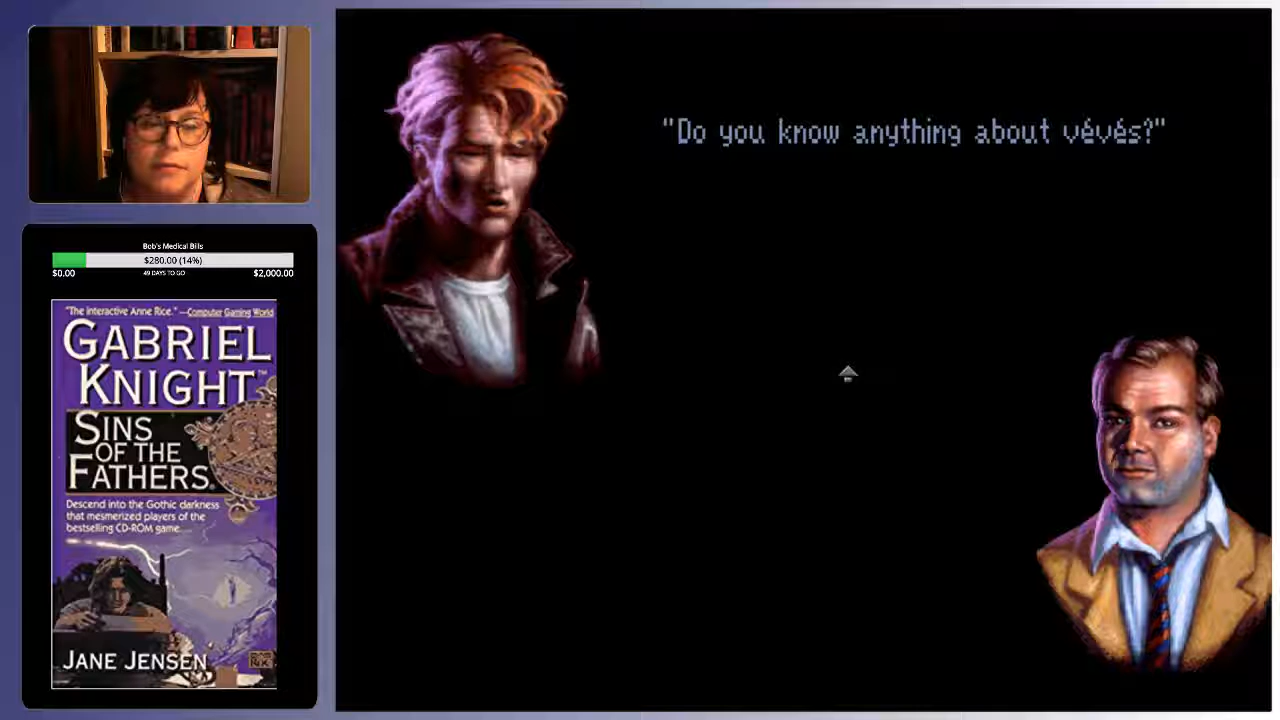 Bob's Medical Bills
$280.00 (14%)
$0.00
49 DAYS TO GO
$2,000.00
"The interactive Anne Rice." —Computer Gaming World
GABRIEL
KNIGHT™
SINS
OF THE
FATHERS®
Descend into the Gothic darkness
that mesmerized players of the
bestselling CD-ROM game....
JANE JENSEN
"Do you know anything about vévés?"